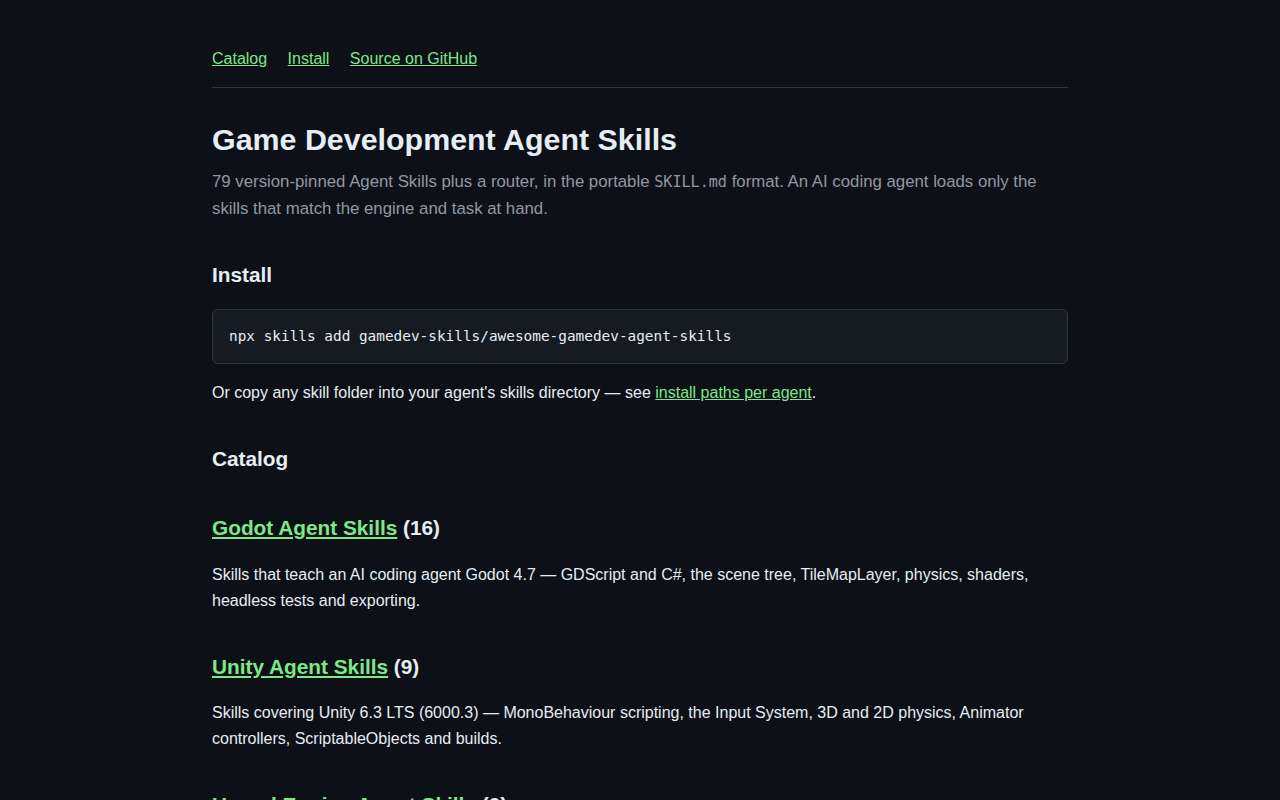 Catalog Install Source on GitHub
Game Development Agent Skills
79 version-pinned Agent Skills plus a router, in the portable SKILL.md format. An AI coding agent loads only the
skills that match the engine and task at hand.
Install
npx skills add gamedev-skills/awesome-gamedev-agent-skills
Or copy any skill folder into your agent's skills directory — see install paths per agent.
Catalog
Godot Agent Skills (16)
Skills that teach an AI coding agent Godot 4.7 — GDScript and C#, the scene tree, TileMapLayer, physics, shaders,
headless tests and exporting.
Unity Agent Skills (9)
Skills covering Unity 6.3 LTS (6000.3) — MonoBehaviour scripting, the Input System, 3D and 2D physics, Animator
controllers, ScriptableObjects and builds.